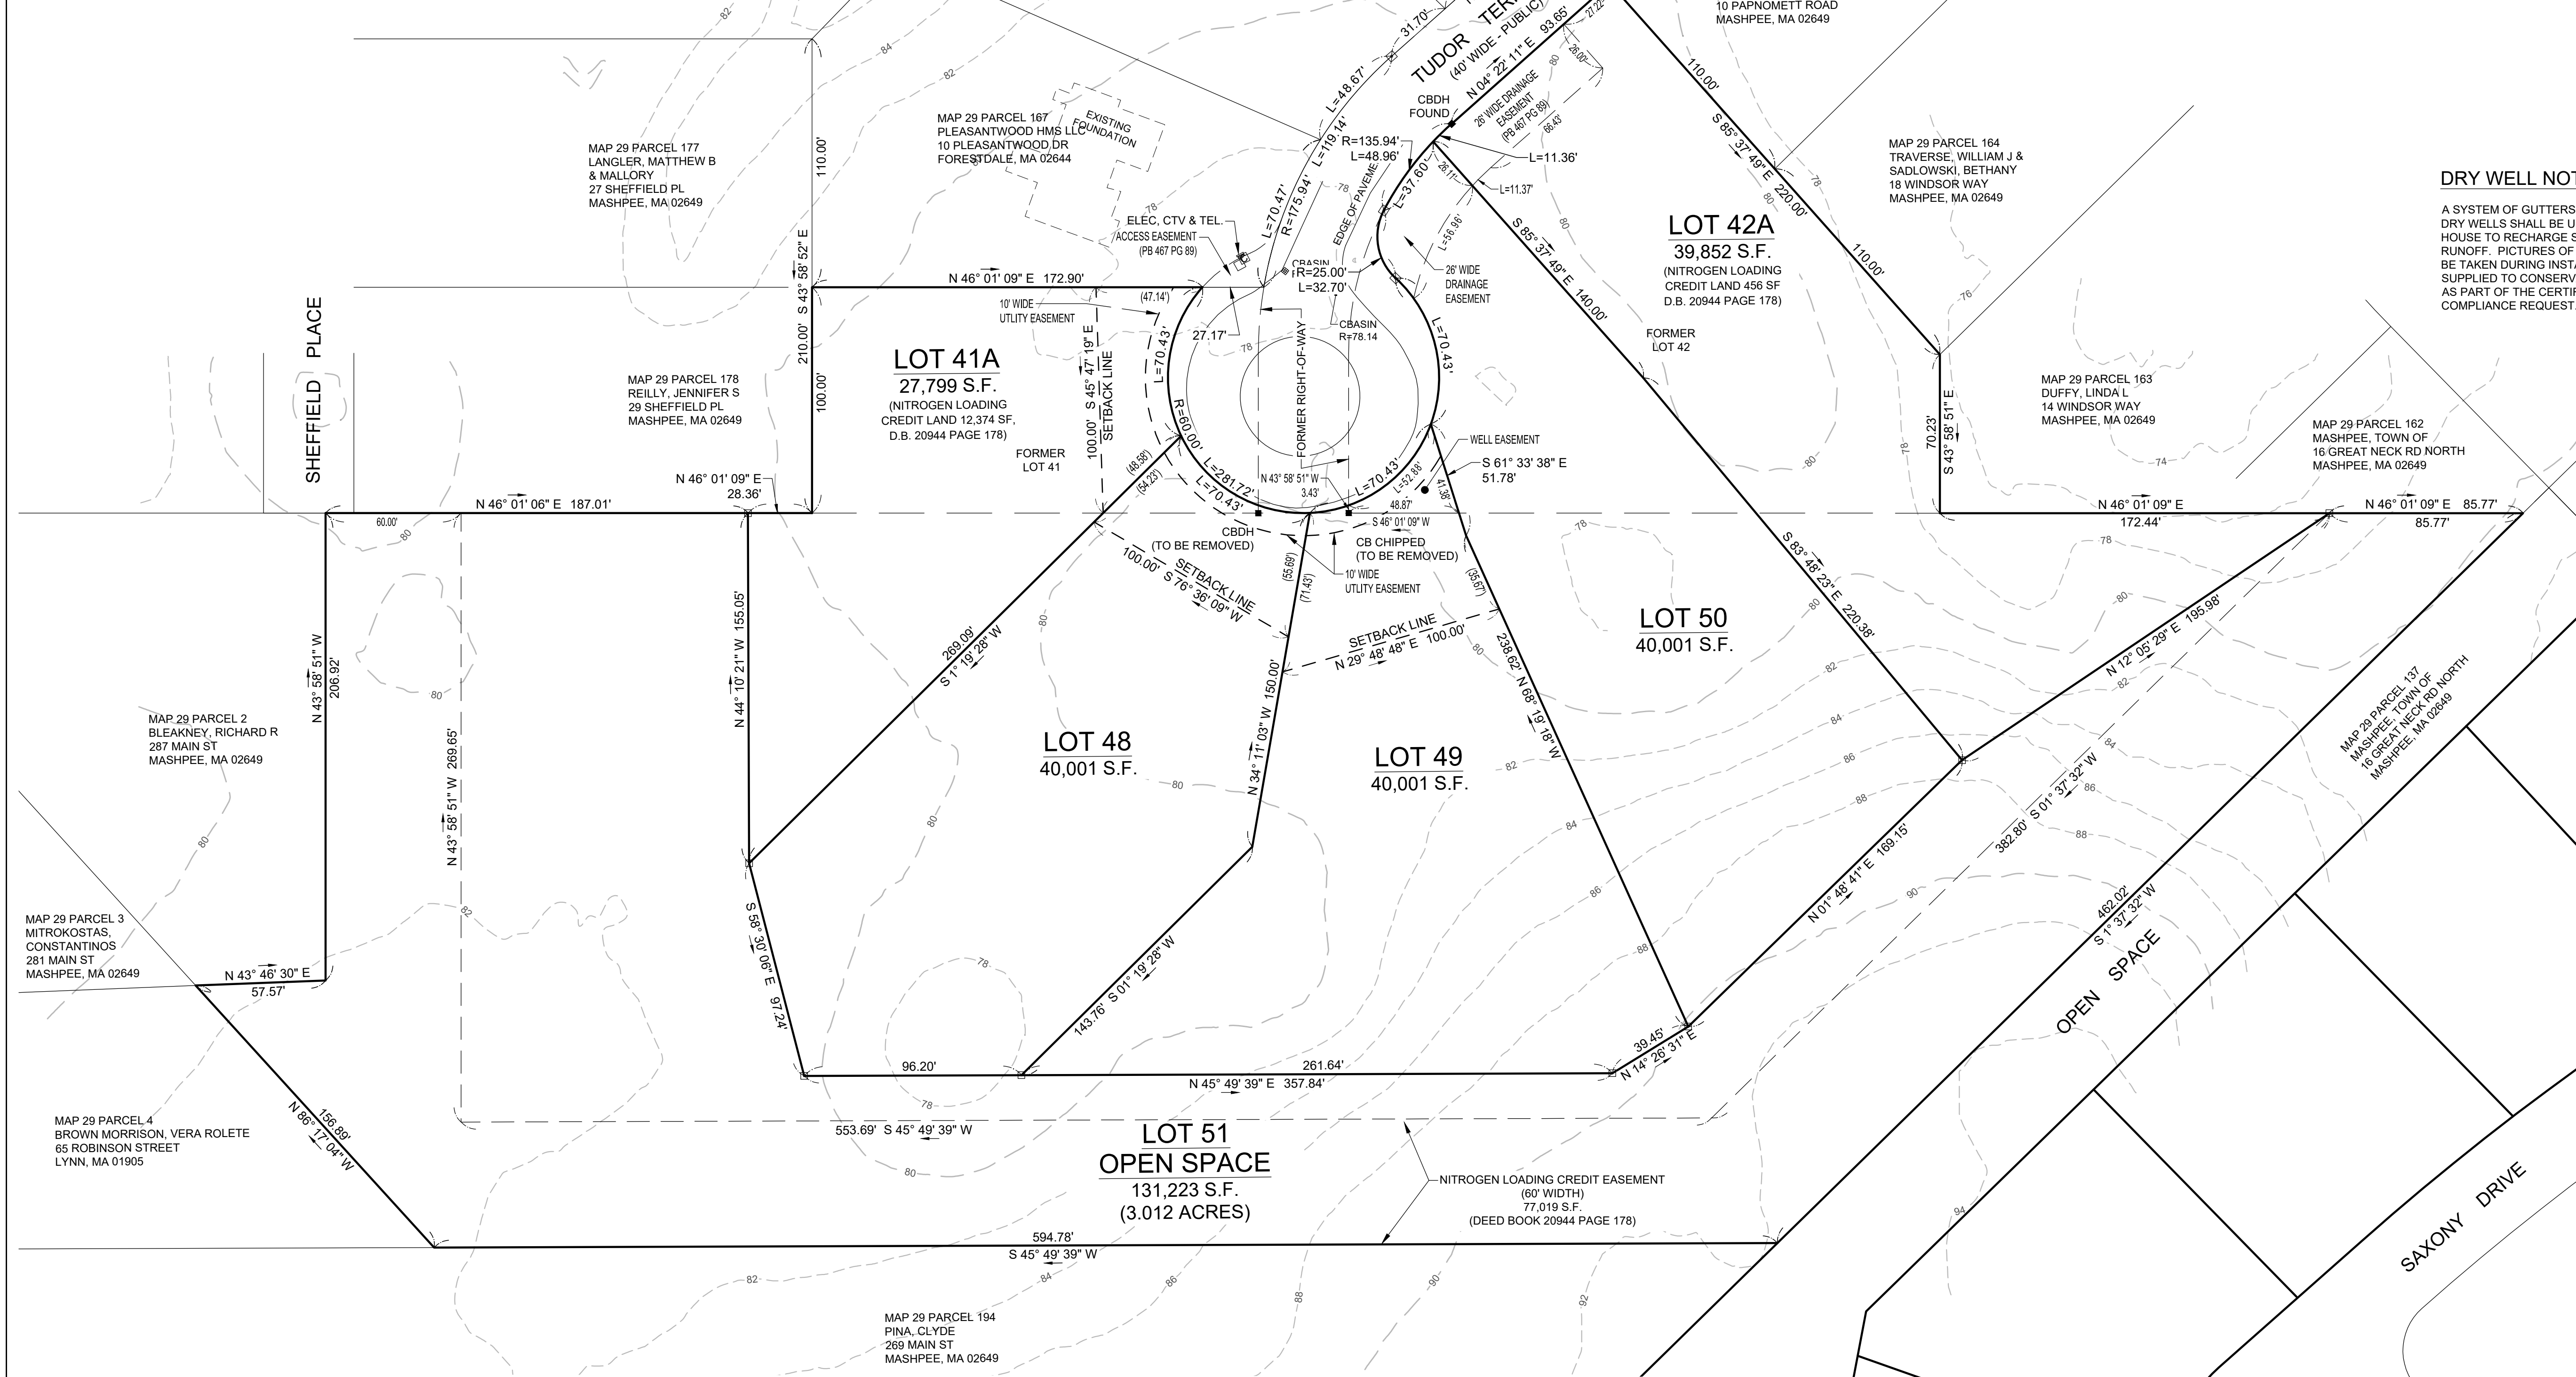 10 PAPNOMETT ROAD
MASHPEE, MA 02649
MAP 29 PARCEL 177
LANGLER, MATTHEW B
& MALLORY
27 SHEFFIELD PL
MASHPEE, MA 02649
MAP 29 PARCEL 167
PLEASANTWOOD HMS LLC
10 PLEASANTWOOD DR
FORESTDALE, MA 02644
EXISTING
FOUNDATION
110.00'
210.00' S 43° 58' 52" E
100.00'
31.70'
TUDOR
(40' WIDE - PUBLIC)
N 04° 22' 11" E 93.65'
27.22'
26.00'
26' WIDE DRAINAGE
EASEMENT
(PB 467 PG 89)
66.43'
CBDH
FOUND
L=48.67'
L=119.14'
R=135.94'
L=48.96'
L=37.60'
L=11.36'
L=11.37'
26.11'
L=56.96'
EDGE OF PAVEME
L=70.47'
R=175.94'
ELEC, CTV & TEL.
ACCESS EASEMENT
(PB 467 PG 89)
CBASIN
R=25.00'
L=32.70'
26' WIDE
DRAINAGE
EASEMENT
CBASIN
R=78.14
110.00'
S 85° 37' 49" E 220.00'
110.00'
S 85° 37' 49" E 140.00'
MAP 29 PARCEL 164
TRAVERSE, WILLIAM J &
SADLOWSKI, BETHANY
18 WINDSOR WAY
MASHPEE, MA 02649
LOT 42A
39,852 S.F.
(NITROGEN LOADING
CREDIT LAND 456 SF
D.B. 20944 PAGE 178)
FORMER
LOT 42
DRY WELL NOT
A SYSTEM OF GUTTERS
DRY WELLS SHALL BE U
HOUSE TO RECHARGE S
RUNOFF. PICTURES OF
BE TAKEN DURING INSTA
SUPPLIED TO CONSERV
AS PART OF THE CERTIF
COMPLIANCE REQUEST.
SHEFFIELD PLACE
MAP 29 PARCEL 178
REILLY, JENNIFER S
29 SHEFFIELD PL
MASHPEE, MA 02649
N 46° 01' 09" E 172.90'
(47.14')
10' WIDE
UTLITY EASEMENT
27.17'
LOT 41A
27,799 S.F.
(NITROGEN LOADING
CREDIT LAND 12,374 SF,
D.B. 20944 PAGE 178)
FORMER
LOT 41
100.00' S 45° 47' 19" E
SETBACK LINE
L=70.43'
R=60.00'
L=281.72'
L=70.43'
FORMER RIGHT-OF-WAY
L=70.43'
L=70.43'
L=52.88'
N 43° 58' 51" W
3.43'
48.87'
S 46° 01' 09" W
WELL EASEMENT
S 61° 33' 38" E
51.78'
41.38'
(48.58')
(54.23')
CBDH
(TO BE REMOVED)
CB CHIPPED
(TO BE REMOVED)
10' WIDE
UTLITY EASEMENT
(55.69')
(71.43')
(35.67')
SETBACK LINE
100.00' S 76° 36' 09" W
SETBACK LINE
N 29° 48' 48" E 100.00'
N 46° 01' 09" E
28.36'
N 46° 01' 06" E 187.01'
60.00'
70.23'
S 43° 58' 51" E
MAP 29 PARCEL 163
DUFFY, LINDA L
14 WINDSOR WAY
MASHPEE, MA 02649
MAP 29 PARCEL 162
MASHPEE, TOWN OF
16 GREAT NECK RD NORTH
MASHPEE, MA 02649
N 46° 01' 09" E
172.44'
N 46° 01' 09" E 85.77'
85.77'
N 43° 58' 51" W
206.92'
N 44° 10' 21" W 155.05'
269.09'
S 1° 19' 28" W
N 34° 11' 03" W 150.00'
238.62' N 68° 19' 18" W
S 83° 48' 23" E 220.38'
N 12° 05' 29" E 195.98'
LOT 50
40,001 S.F.
LOT 48
40,001 S.F.
LOT 49
40,001 S.F.
MAP 29 PARCEL 2
BLEAKNEY, RICHARD R
287 MAIN ST
MASHPEE, MA 02649
N 43° 58' 51" W 269.65'
MAP 29 PARCEL 137
MASHPEE, TOWN OF
16 GREAT NECK RD NORTH
MASHPEE, MA 02649
382.80' S 01° 37' 32" W
N 01° 48' 41" E 169.15'
462.02'
S 1° 37' 32" W
OPEN SPACE
MAP 29 PARCEL 3
MITROKOSTAS,
CONSTANTINOS
281 MAIN ST
MASHPEE, MA 02649
N 43° 46' 30" E
57.57'
S 58° 30' 06" E 97.24'
143.76' S 01° 19' 28" W
96.20'
261.64'
N 45° 49' 39" E 357.84'
39.45'
N 14° 26' 31" E
MAP 29 PARCEL 4
BROWN MORRISON, VERA ROLETE
65 ROBINSON STREET
LYNN, MA 01905
156.89'
N 86° 17' 04" W
553.69' S 45° 49' 39" W
LOT 51
OPEN SPACE
131,223 S.F.
(3.012 ACRES)
NITROGEN LOADING CREDIT EASEMENT
(60' WIDTH)
77,019 S.F.
(DEED BOOK 20944 PAGE 178)
594.78'
S 45° 49' 39" W
SAXONY DRIVE
MAP 29 PARCEL 194
PINA, CLYDE
269 MAIN ST
MASHPEE, MA 02649